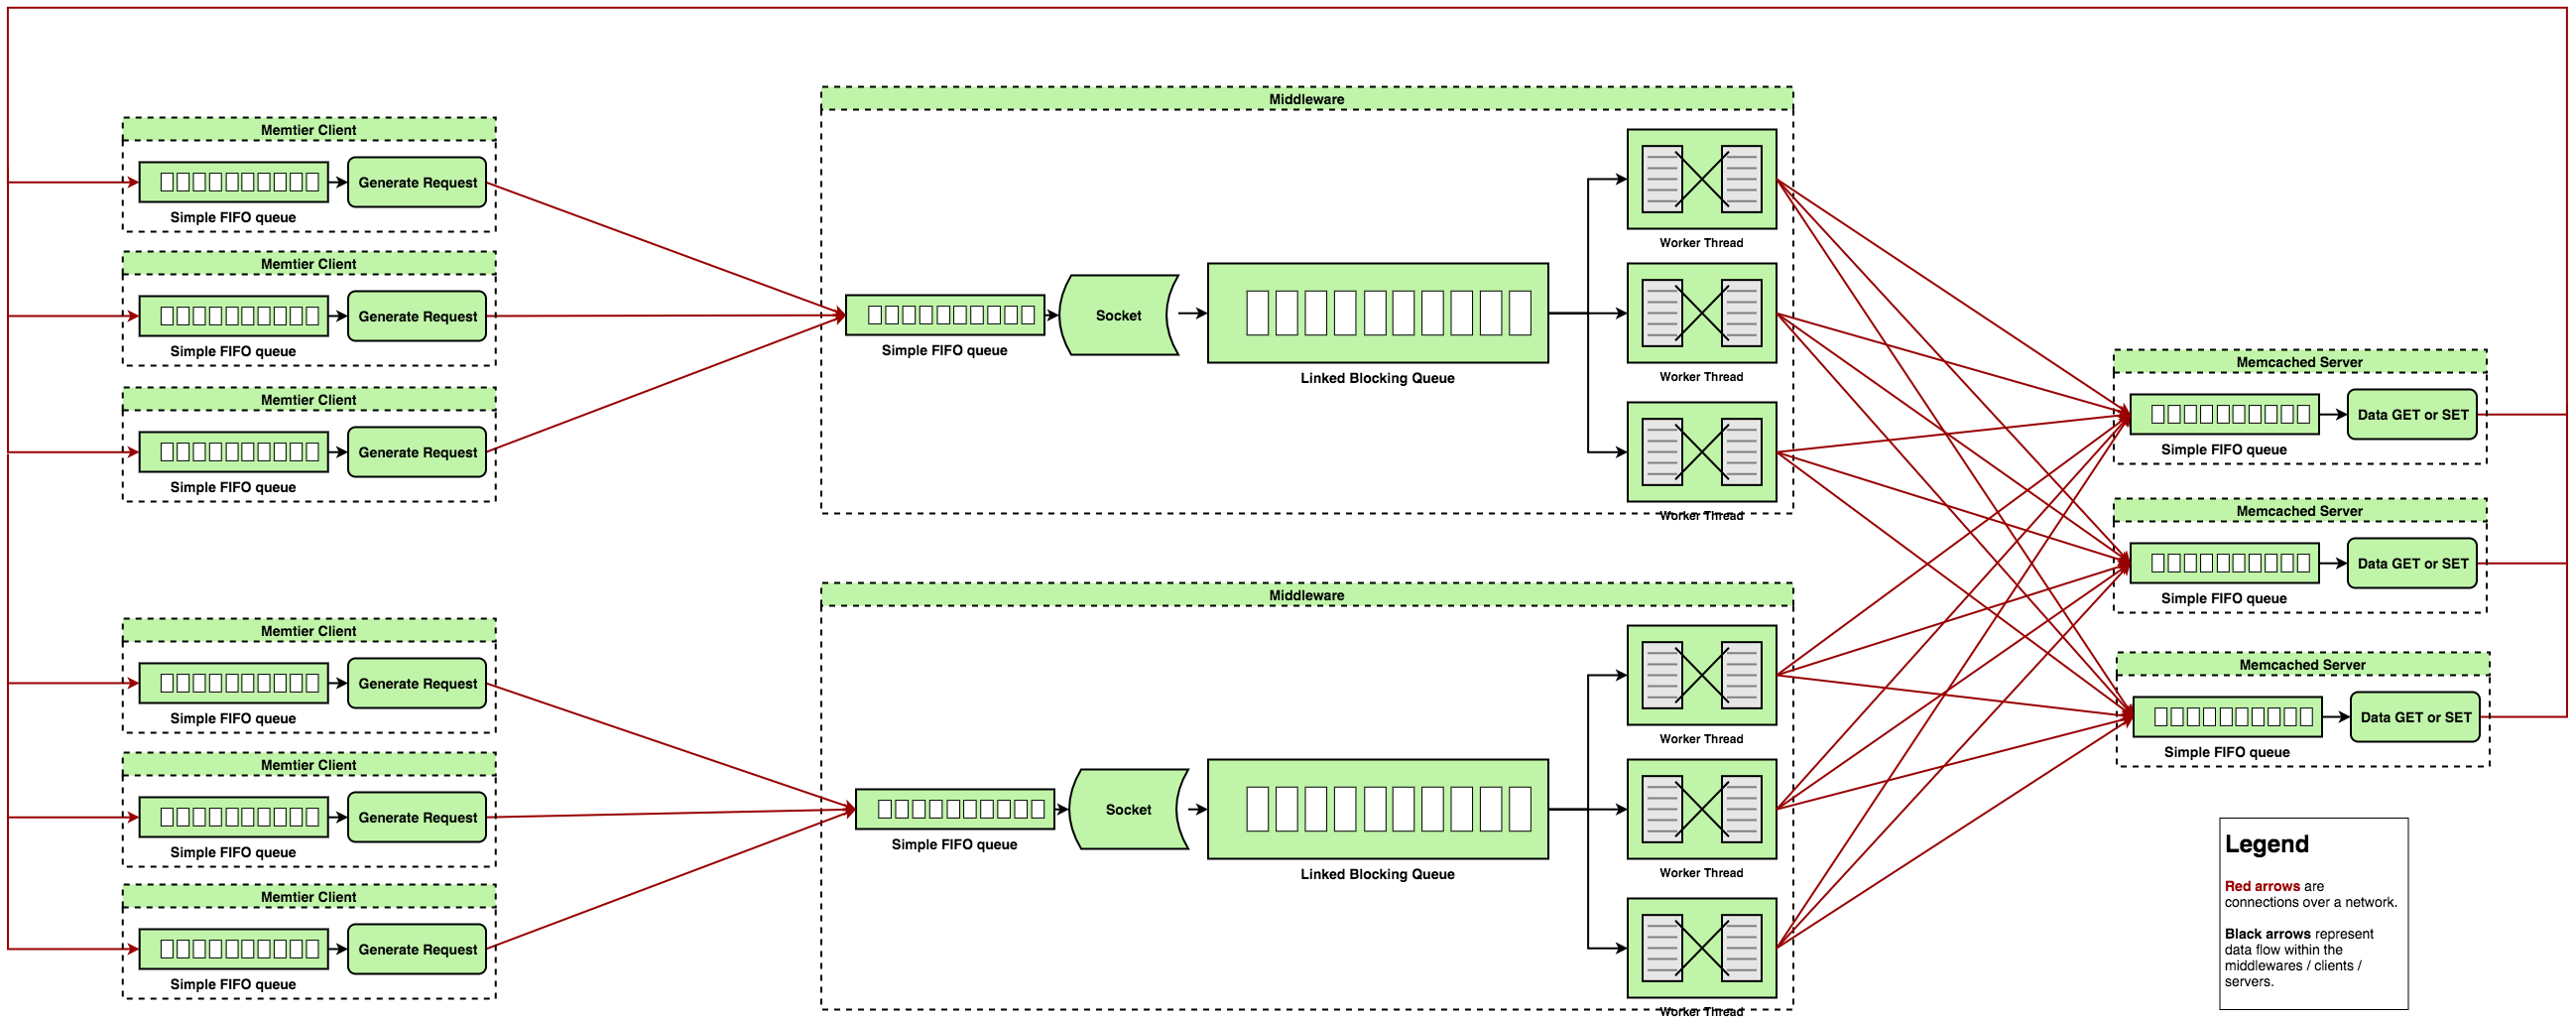 Memtier Client
Generate Request
Simple FIFO queue
Memtier Client
Generate Request
Simple FIFO queue
Memtier Client
Generate Request
Simple FIFO queue
Memtier Client
Generate Request
Simple FIFO queue
Memtier Client
Generate Request
Simple FIFO queue
Memtier Client
Generate Request
Simple FIFO queue
Middleware
Simple FIFO queue
Socket
Linked Blocking Queue
Worker Thread
Worker Thread
Worker Thread
Middleware
Simple FIFO queue
Socket
Linked Blocking Queue
Worker Thread
Worker Thread
Worker Thread
Memcached Server
Data GET or SET
Simple FIFO queue
Memcached Server
Data GET or SET
Simple FIFO queue
Memcached Server
Data GET or SET
Simple FIFO queue
Legend
Red arrows are
connections over a network.
Black arrows represent
data flow within the
middlewares / clients /
servers.